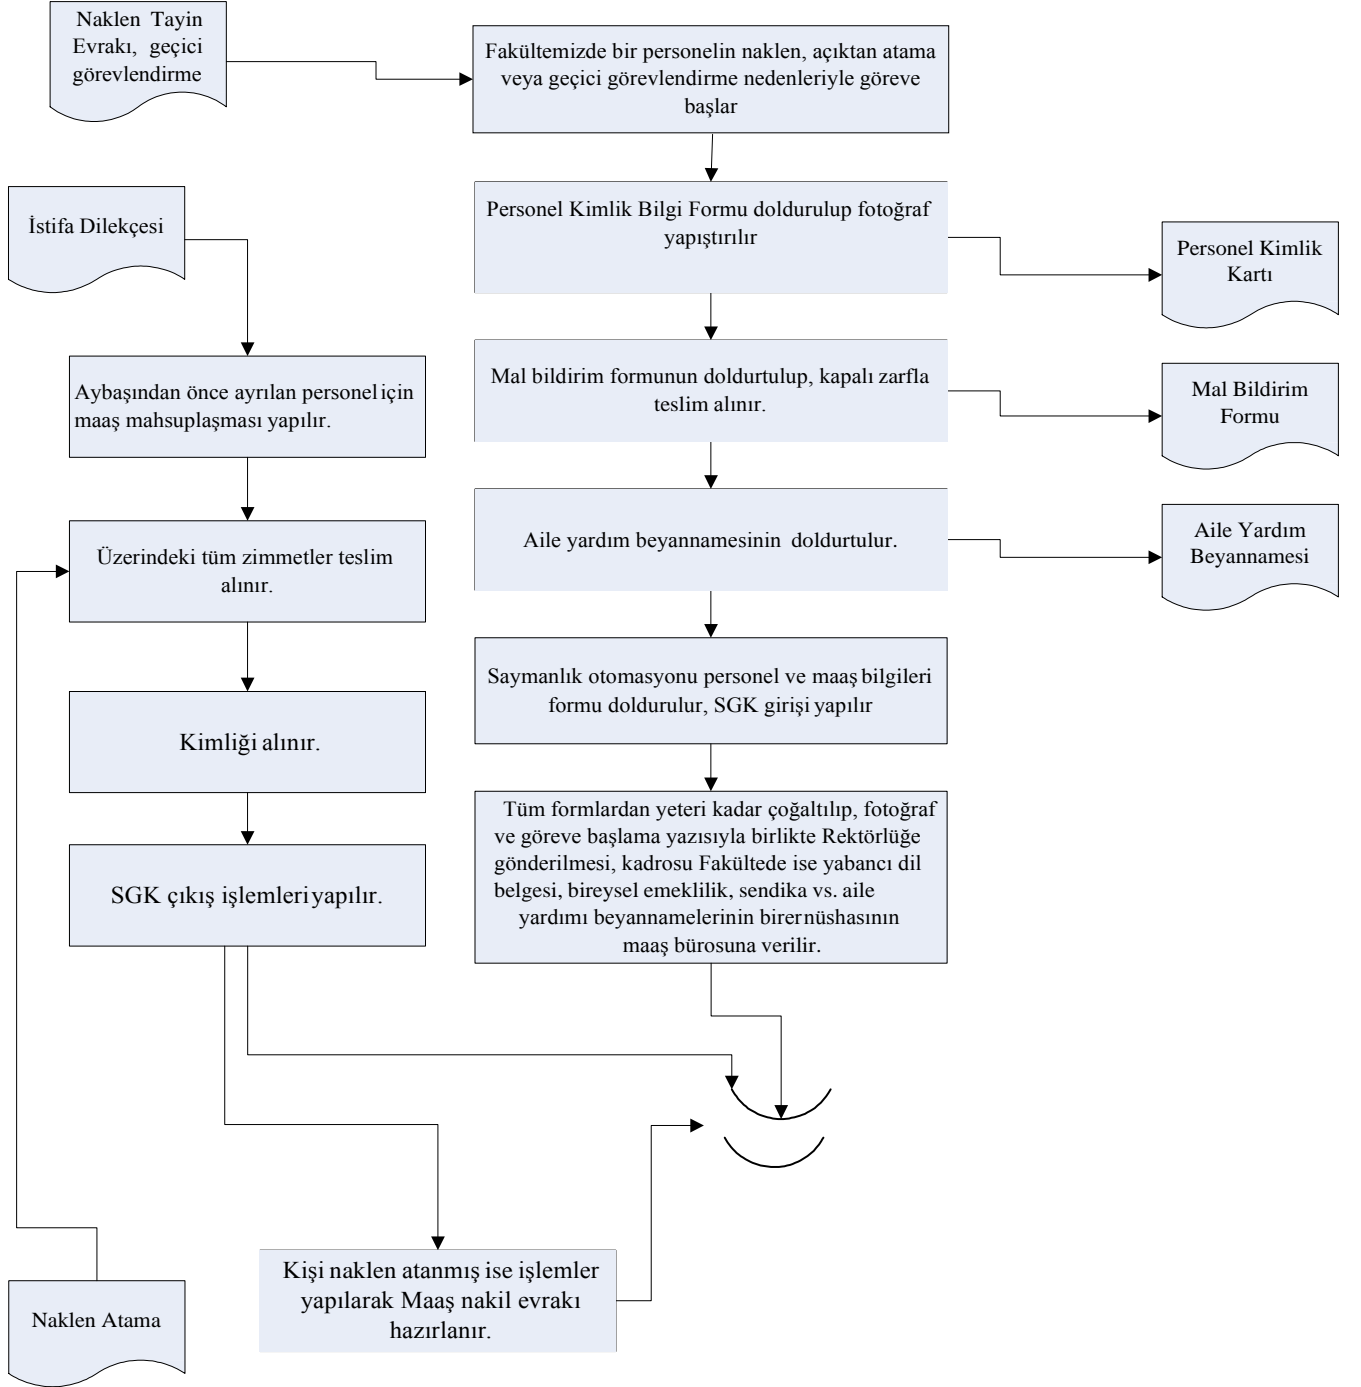 Naklen Tayin
Evrakı, geçici
görevlendirme
Fakültemizde bir personelin naklen, açıktan atama
veya geçici görevlendirme nedenleriyle göreve
başlar
İstifa Dilekçesi
Personel Kimlik Bilgi Formu doldurulup fotoğraf
yapıştırılır
Personel Kimlik
Kartı
Aybaşından önce ayrılan personel için
maaş mahsuplaşması yapılır.
Mal bildirim formunun doldurtulup, kapalı zarfla
teslim alınır.
Mal Bildirim
Formu
Üzerindeki tüm zimmetler teslim
alınır.
Aile yardım beyannamesinin doldurtulur.
Aile Yardım
Beyannamesi
Kimliği alınır.
Saymanlık otomasyonu personel ve maaş bilgileri
formu doldurulur, SGK girişi yapılır
SGK çıkış işlemleri yapılır.
Tüm formlardan yeteri kadar çoğaltılıp, fotoğraf
ve göreve başlama yazısıyla birlikte Rektörlüğe
gönderilmesi, kadrosu Fakültede ise yabancı dil
belgesi, bireysel emeklilik, sendika vs. aile
yardımı beyannamelerinin birer nüshasının
maaş bürosuna verilir.
Kişi naklen atanmış ise işlemler
yapılarak Maaş nakil evrakı
hazırlanır.
Naklen Atama